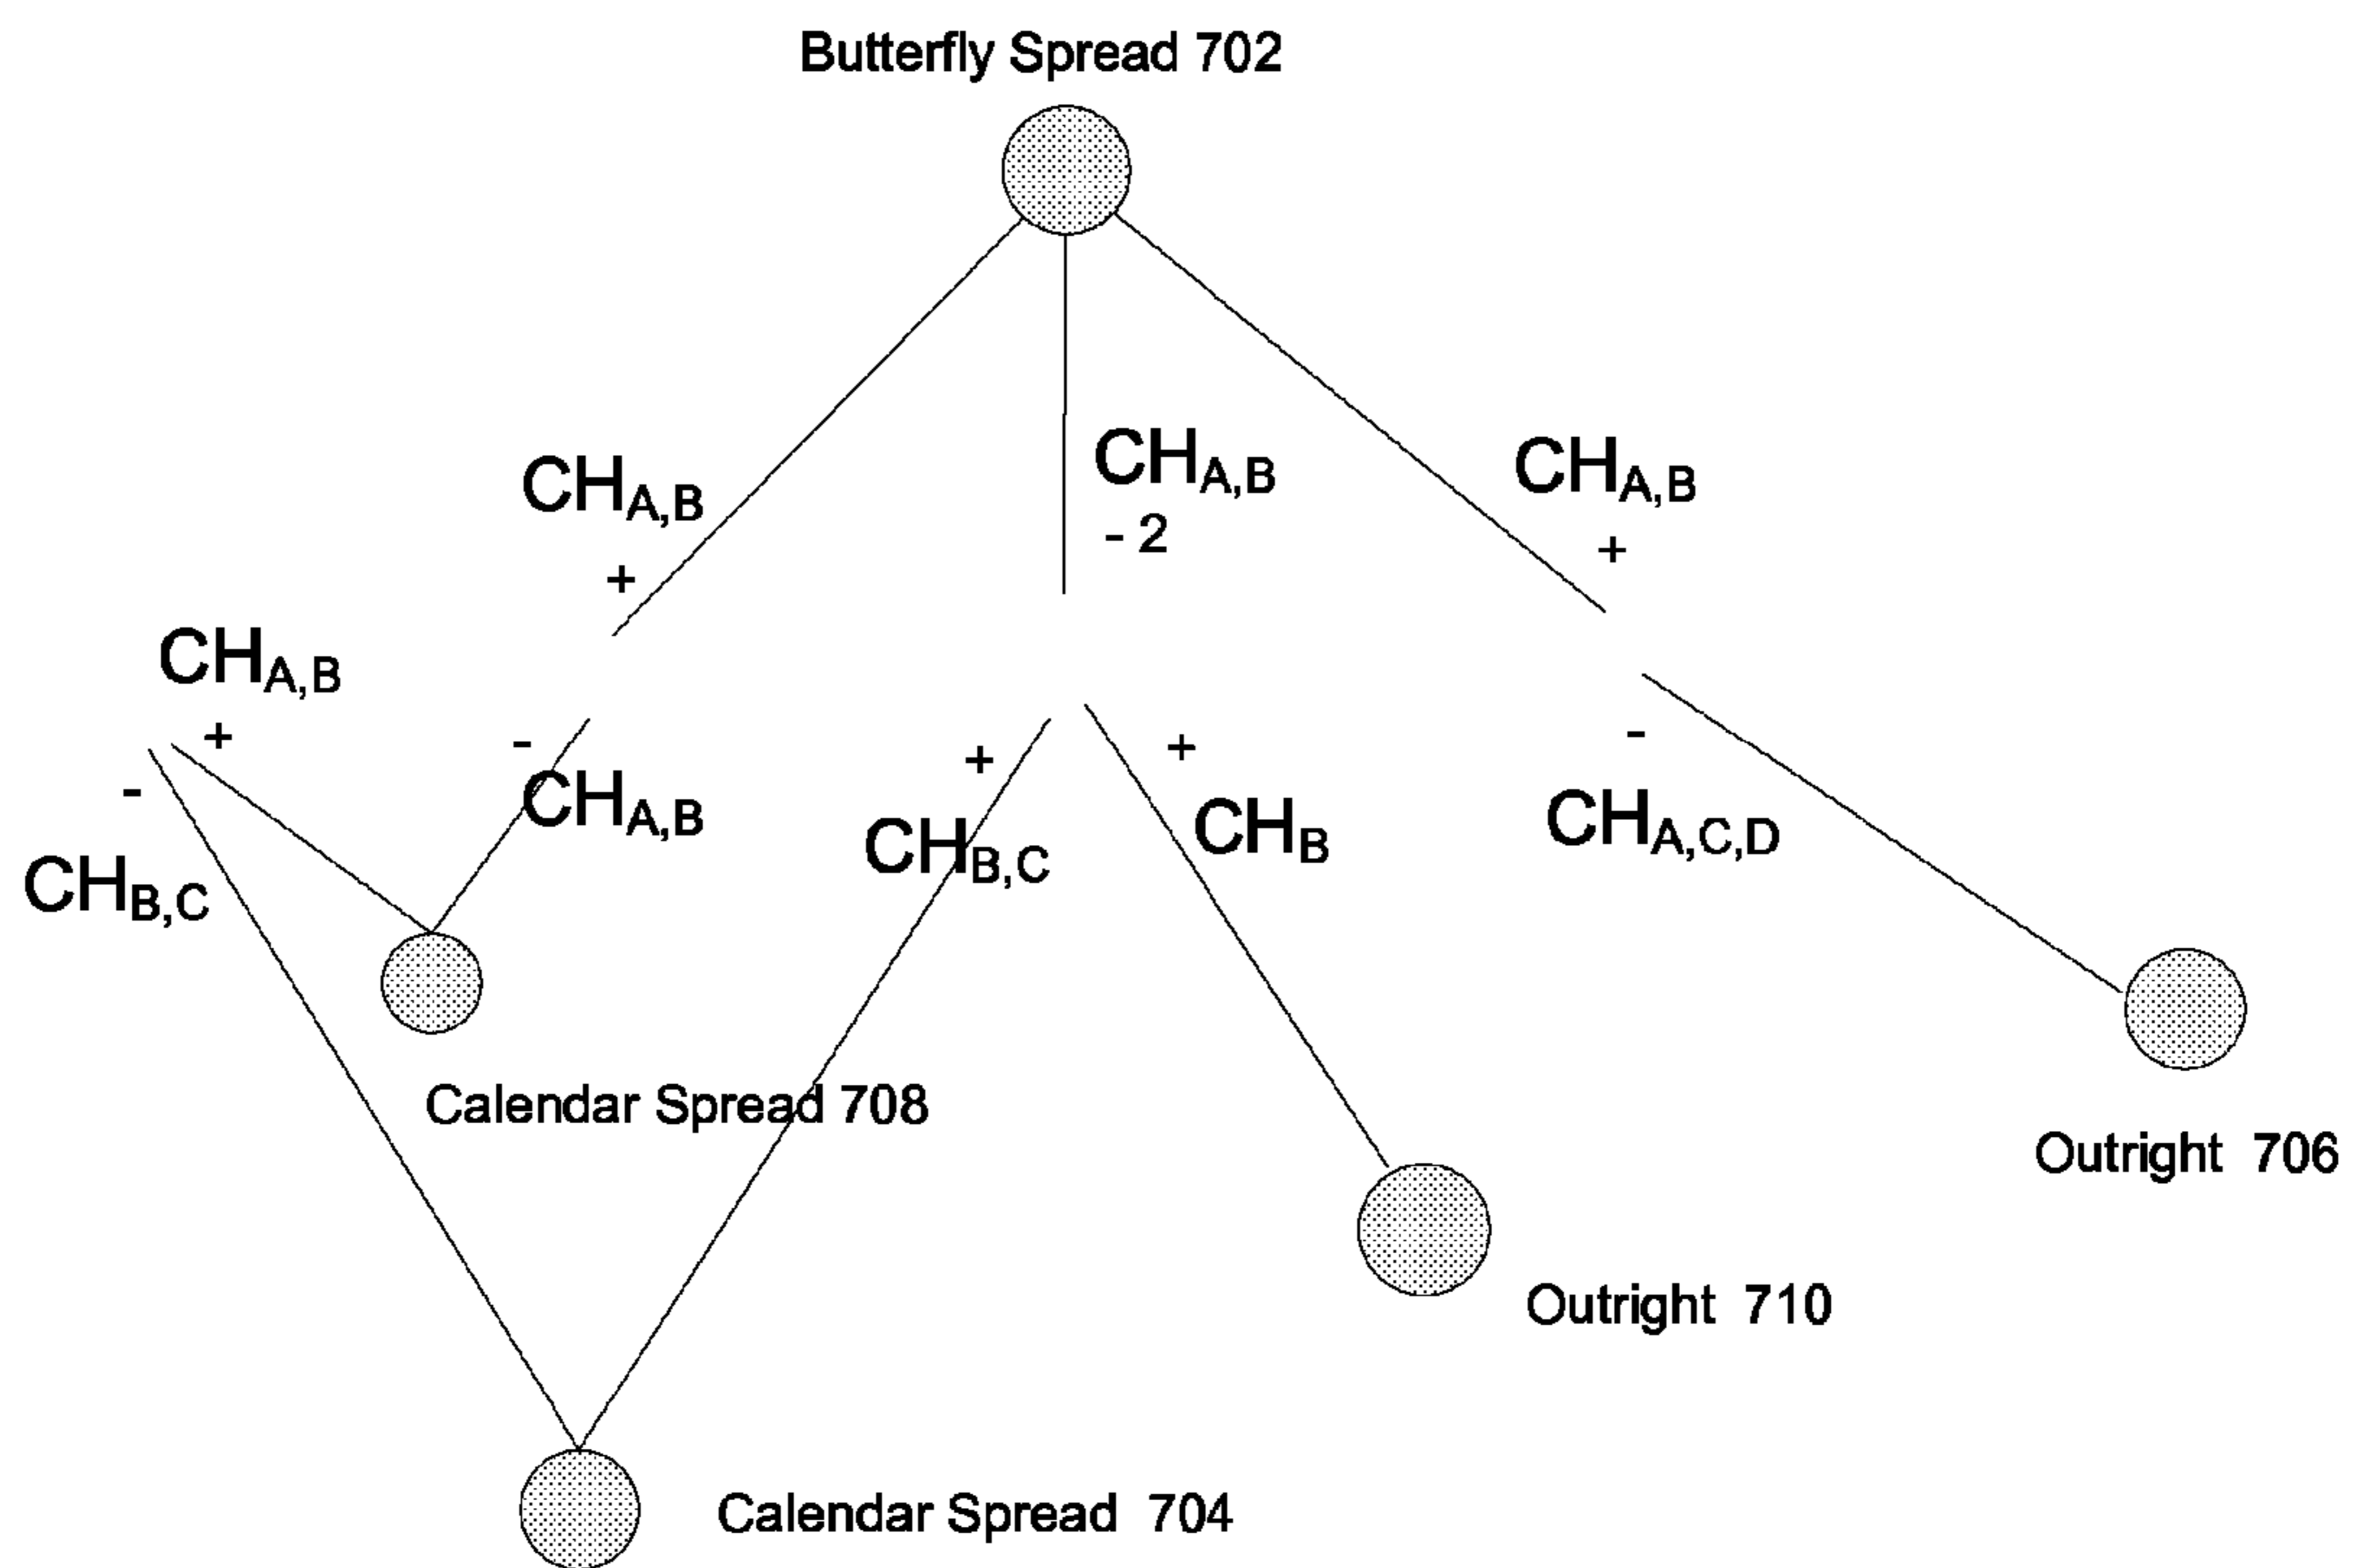 Butterfly Spread 702
CHA,B
- 2
CHA,B
+
CHA,B
+
CHA,B
+
-
CHB,C
-
CHA,B
+
CHB,C
+
CHB
-
CHA,C,D
Calendar Spread 708
Outright 706
Outright 710
Calendar Spread 704